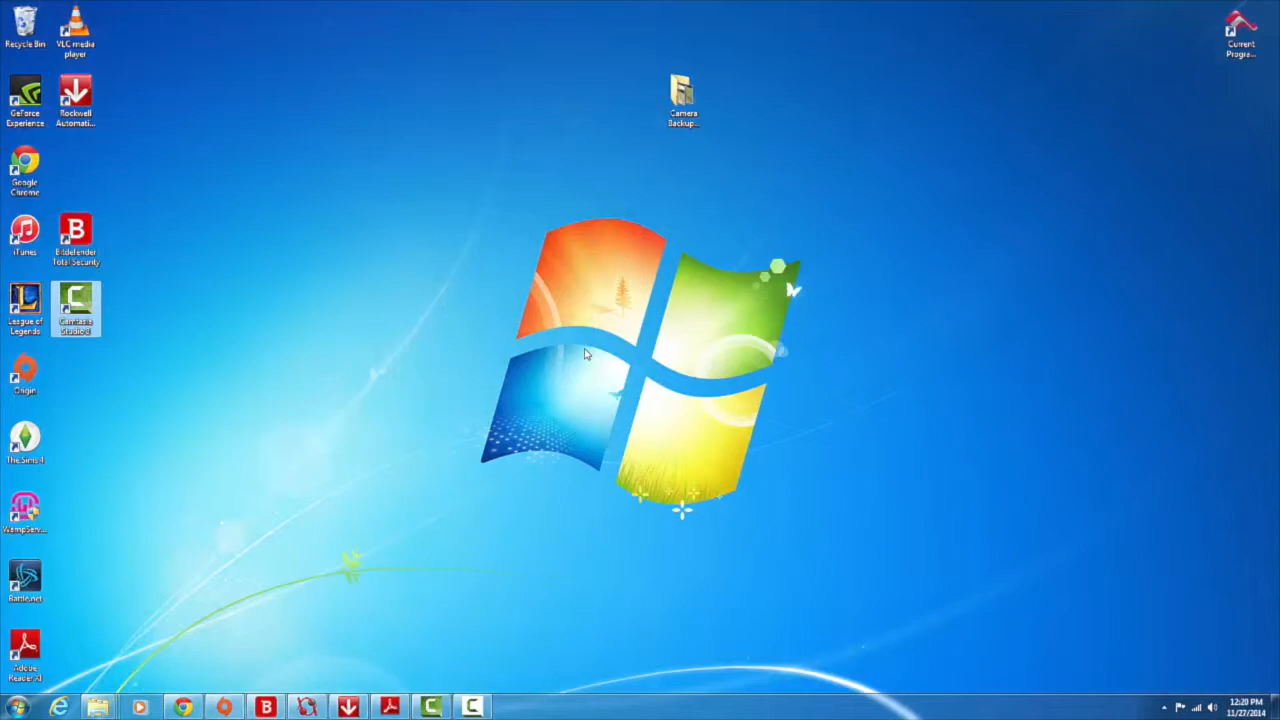 Recycle Bin
VLC media
player
Current
Progra...
GeForce
Experience
Rockwell
Automati...
Camera
Backup...
Google
Chrome
iTunes
Bitdefender
Total Security
League of
Legends
Camtasia
Studio 8
Origin
The Sims 4
WampServ...
Battle.net
Adobe
Reader XI
12:20 PM
11/27/2014